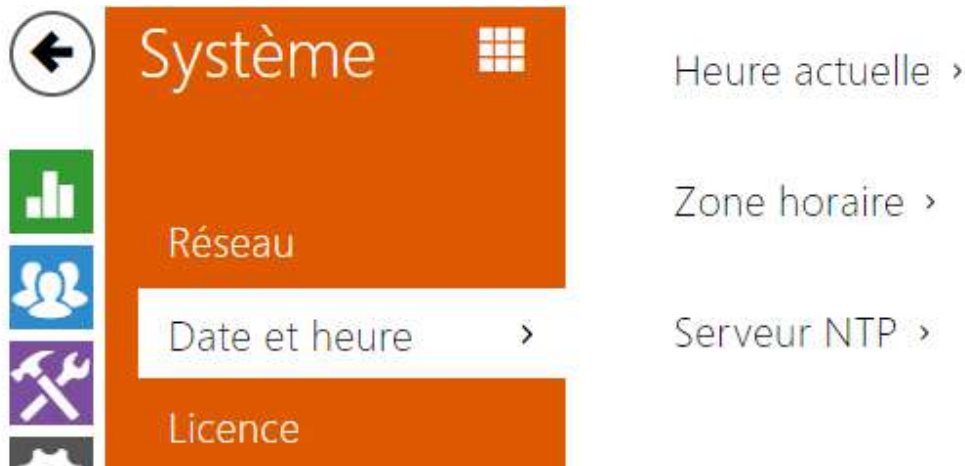 Système
Réseau
Date et heure
Licence
Heure actuelle
Zone horaire
Serveur NTP